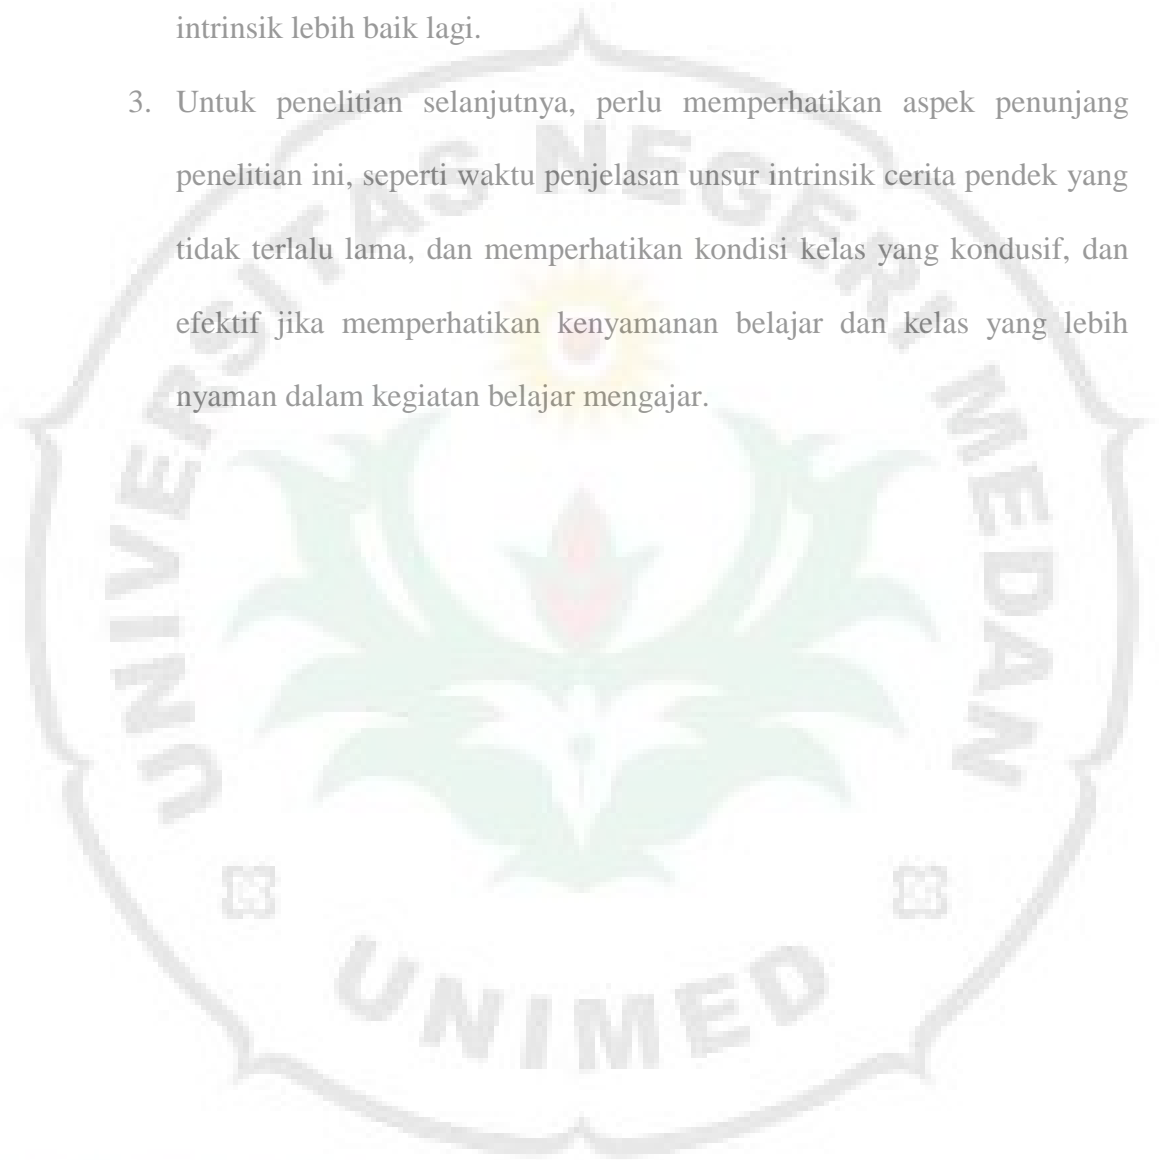 intrinsik lebih baik lagi.
3. Untuk penelitian selanjutnya, perlu memperhatikan aspek penunjang
penelitian ini, seperti waktu penjelasan unsur intrinsik cerita pendek yang
tidak terlalu lama, dan memperhatikan kondisi kelas yang kondusif, dan
efektif jika memperhatikan kenyamanan belajar dan kelas yang lebih
nyaman dalam kegiatan belajar mengajar.
UNIVERSITAS NEGERI MEDAN
UNIMED